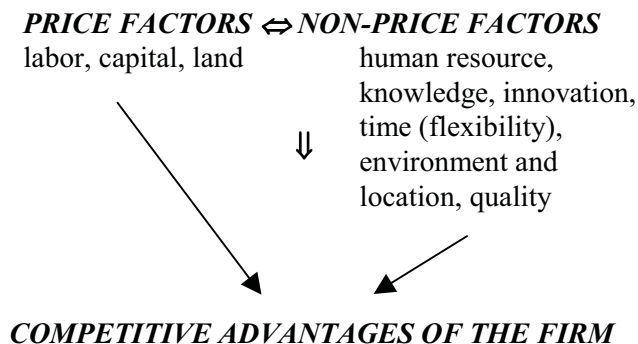 PRICE FACTORS ⇔ NON-PRICE FACTORS
labor, capital, land
human resource,
knowledge, innovation,
time (flexibility),
environment and
location, quality
⇓
COMPETITIVE ADVANTAGES OF THE FIRM